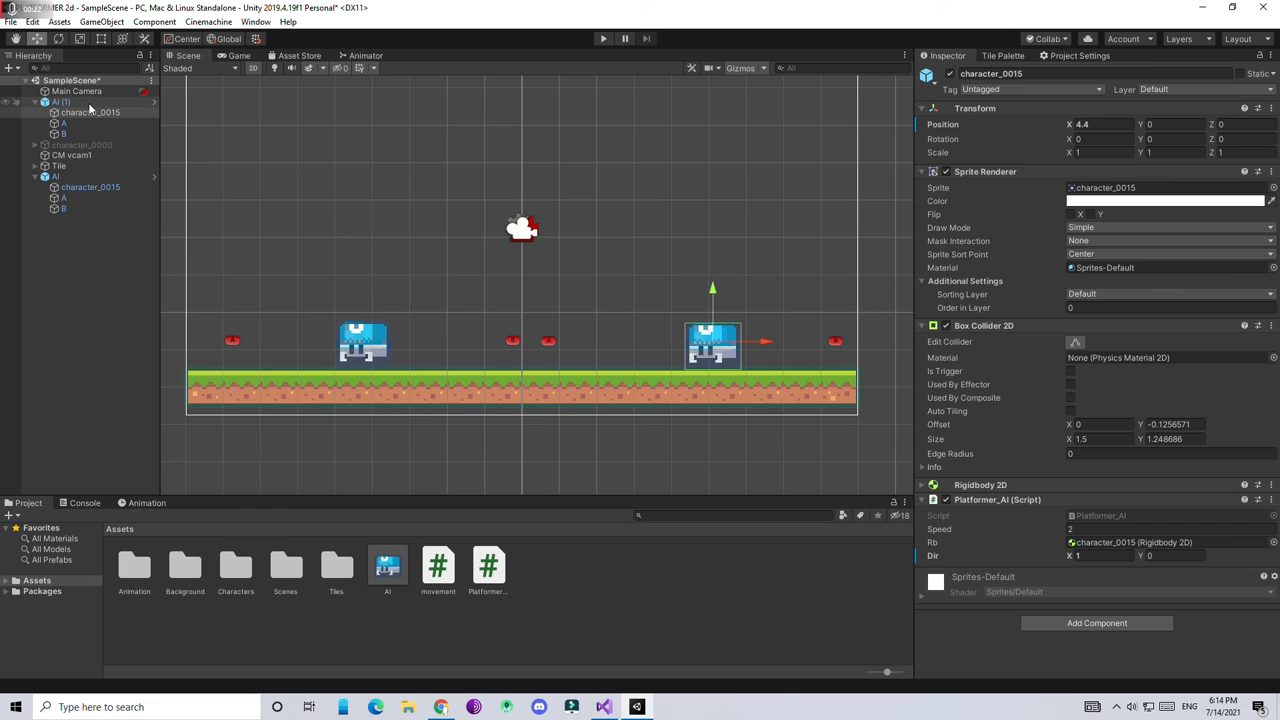 00:22
RMIER 2d - SampleScene - PC, Mac & Linux Standalone - Unity 2019.4.19f1 Personal* <DX11>
File Edit Assets GameObject Component Cinemachine Window Help
Center Global
Collab Account Layers Layout
Hierarchy
Scene Game Asset Store Animator
Inspector Tile Palette Project Settings
All
Shaded 2D 0 Gizmos All
SampleScene*
Main Camera
AI (1)
character_0015
A
B
character_0000
CM vcam1
Tile
AI
character_0015
A
B
A B A B
character_0015 Static
Tag Untagged Layer Default
Transform
Position X 4.4 Y 0 Z 0
Rotation X 0 Y 0 Z 0
Scale X 1 Y 1 Z 1
Sprite Renderer
Sprite character_0015
Color
Flip X Y
Draw Mode Simple
Mask Interaction None
Sprite Sort Point Center
Material Sprites-Default
Additional Settings
Sorting Layer Default
Order in Layer 0
Box Collider 2D
Edit Collider
Material None (Physics Material 2D)
Is Trigger
Used By Effector
Used By Composite
Auto Tiling
Offset X 0 Y -0.1256571
Size X 1.5 Y 1.248686
Edge Radius 0
Info
Rigidbody 2D
Platformer_AI (Script)
Script Platformer_AI
Speed 2
Rb character_0015 (Rigidbody 2D)
Dir X 1 Y 0
Sprites-Default
Shader Sprites/Default
Add Component
Project Console Animation
18
Favorites
All Materials
All Models
All Prefabs
Assets
Packages
Assets
Animation Background Characters Scenes Tiles AI movement Platformer...
Type here to search
ENG
6:14 PM
7/14/2021